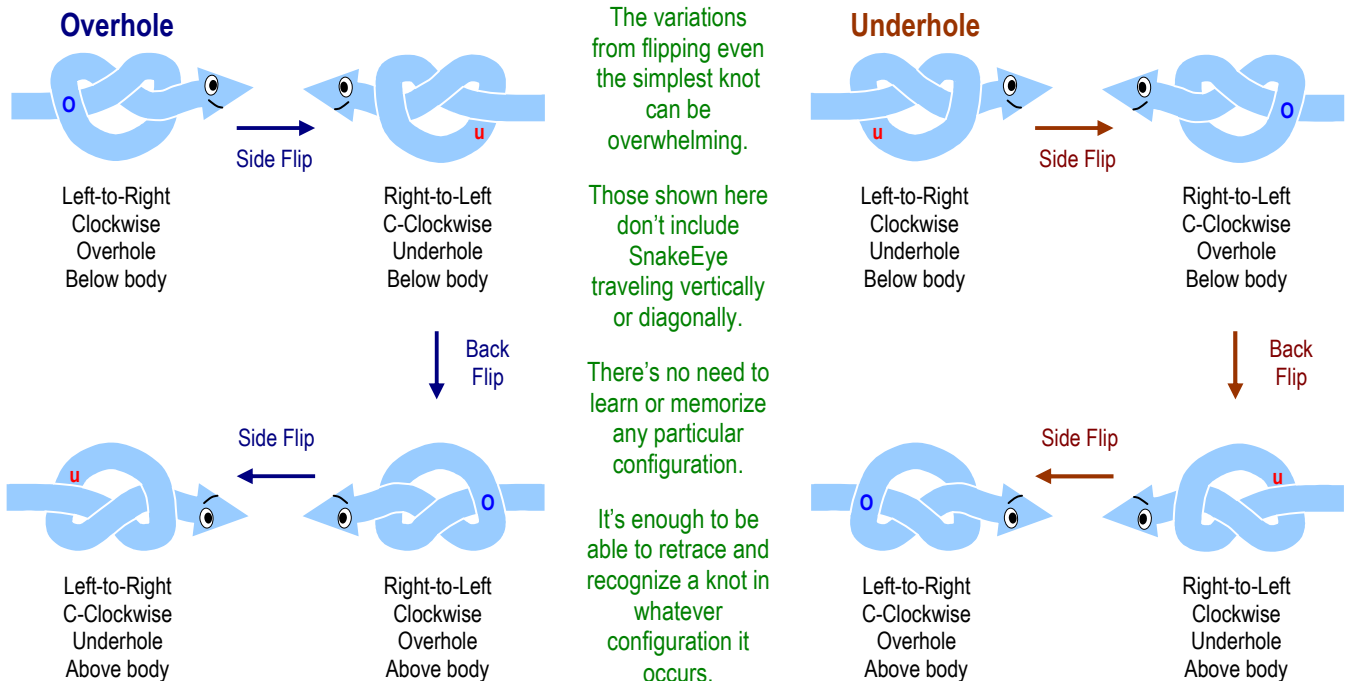 Overhole
O
Side Flip
u
Left-to-Right
Clockwise
Overhole
Below body
Right-to-Left
C-Clockwise
Underhole
Below body
Back
Flip
Side Flip
u
O
Left-to-Right
C-Clockwise
Underhole
Above body
Right-to-Left
Clockwise
Overhole
Above body
The variations
from flipping even
the simplest knot
can be
overwhelming.
Those shown here
don't include
SnakeEye
traveling vertically
or diagonally.
There's no need to
learn or memorize
any particular
configuration.
It's enough to be
able to retrace and
recognize a knot in
whatever
configuration it
occurs.
Underhole
u
Side Flip
O
Left-to-Right
Clockwise
Underhole
Below body
Right-to-Left
C-Clockwise
Overhole
Below body
Back
Flip
Side Flip
O
u
Left-to-Right
C-Clockwise
Overhole
Above body
Right-to-Left
Clockwise
Underhole
Above body